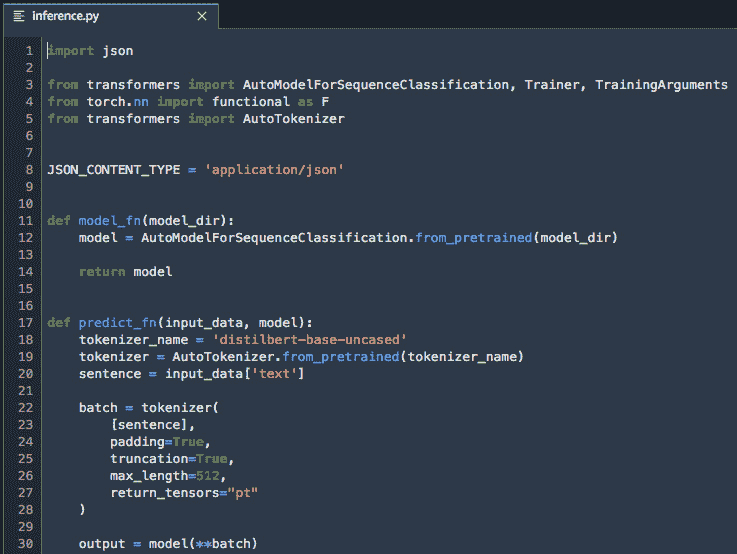 inference.py
1 import json
2
3 from transformers import AutoModelForSequenceClassification, Trainer, TrainingArguments
4 from torch.nn import functional as F
5 from transformers import AutoTokenizer
6
7
8 JSON_CONTENT_TYPE = 'application/json'
9
10
11 def model_fn(model_dir):
12     model = AutoModelForSequenceClassification.from_pretrained(model_dir)
13
14     return model
15
16
17 def predict_fn(input_data, model):
18     tokenizer_name = 'distilbert-base-uncased'
19     tokenizer = AutoTokenizer.from_pretrained(tokenizer_name)
20     sentence = input_data['text']
21
22     batch = tokenizer(
23         [sentence],
24         padding=True,
25         truncation=True,
26         max_length=512,
27         return_tensors="pt"
28     )
29
30     output = model(**batch)